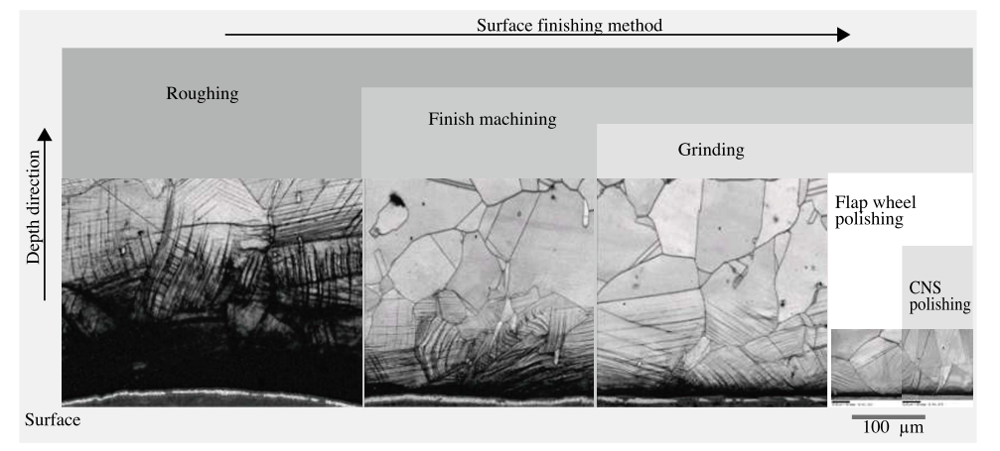 Surface finishing method
Roughing
Finish machining
Grinding
Depth direction
Flap wheel
polishing
CNS
polishing
Surface
100 µm